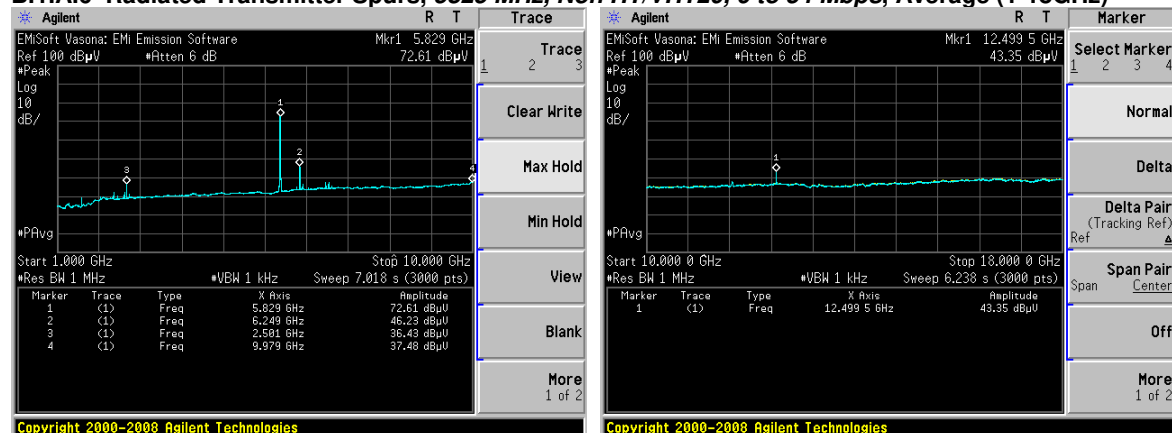 Agilent R T Trace
EMiSoft Vasona: EMi Emission Software Mkr1 5.829 GHz
Ref 100 dBµV #Atten 6 dB 72.61 dBµV
#Peak
Log
10
dB/
1
2
3
4
#PAvg
Start 1.000 GHz Stop 10.000 GHz
#Res BW 1 MHz #VBW 1 kHz Sweep 7.018 s (3000 pts)
Marker Trace Type X Axis Amplitude
1 (1) Freq 5.829 GHz 72.61 dBµV
2 (1) Freq 6.249 GHz 46.23 dBµV
3 (1) Freq 2.501 GHz 36.43 dBµV
4 (1) Freq 9.979 GHz 37.48 dBµV
Trace
1 2 3
Clear Write
Max Hold
Min Hold
View
Blank
More
1 of 2
Copyright 2000-2008 Agilent Technologies
Agilent R T Marker
EMiSoft Vasona: EMi Emission Software Mkr1 12.499 5 GHz
Ref 100 dBµV #Atten 6 dB 43.35 dBµV
#Peak
Log
10
dB/
1
#PAvg
Start 10.000 0 GHz Stop 18.000 0 GHz
#Res BW 1 MHz #VBW 1 kHz Sweep 6.238 s (3000 pts)
Marker Trace Type X Axis Amplitude
1 (1) Freq 12.499 5 GHz 43.35 dBµV
Select Marker
1 2 3 4
Normal
Delta
Delta Pair
(Tracking Ref)
Ref Δ
Span Pair
Span Center
Off
More
1 of 2
Copyright 2000-2008 Agilent Technologies